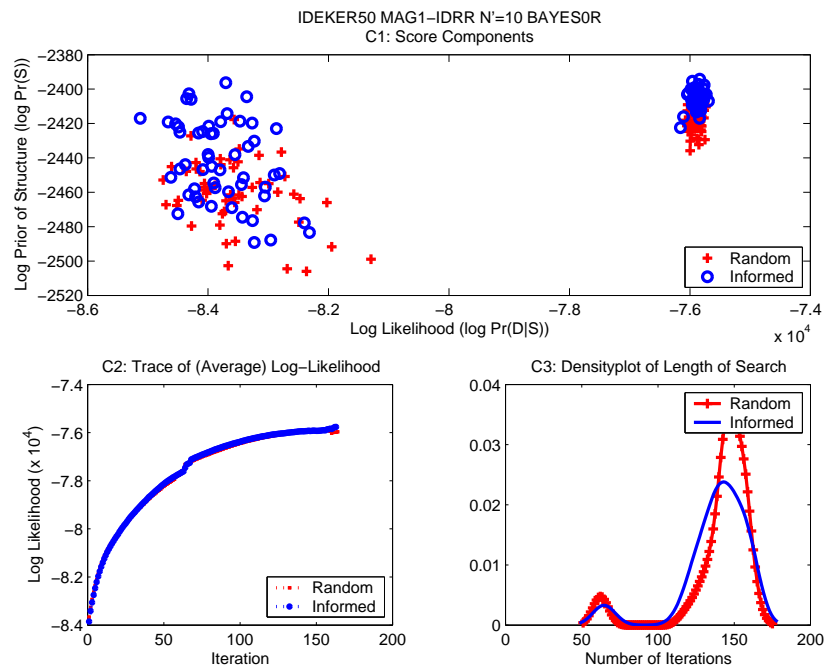 IDEKER50 MAG1−IDRR N'=10 BAYES0R
C1: Score Components
−2380
−2400
−2420
−2440
−2460
−2480
−2500
−2520
Log Prior of Structure (log Pr(S))
Random
Informed
−8.6
−8.4
−8.2
−8
−7.8
−7.6
−7.4
Log Likelihood (log Pr(D|S))
x 10^4
C2: Trace of (Average) Log−Likelihood
−7.4
−7.6
−7.8
−8
−8.2
−8.4
Log Likelihood (x 10^4)
Random
Informed
0
50
100
150
200
Iteration
C3: Densityplot of Length of Search
0.04
0.03
0.02
0.01
0
Random
Informed
0
50
100
150
200
Number of Iterations